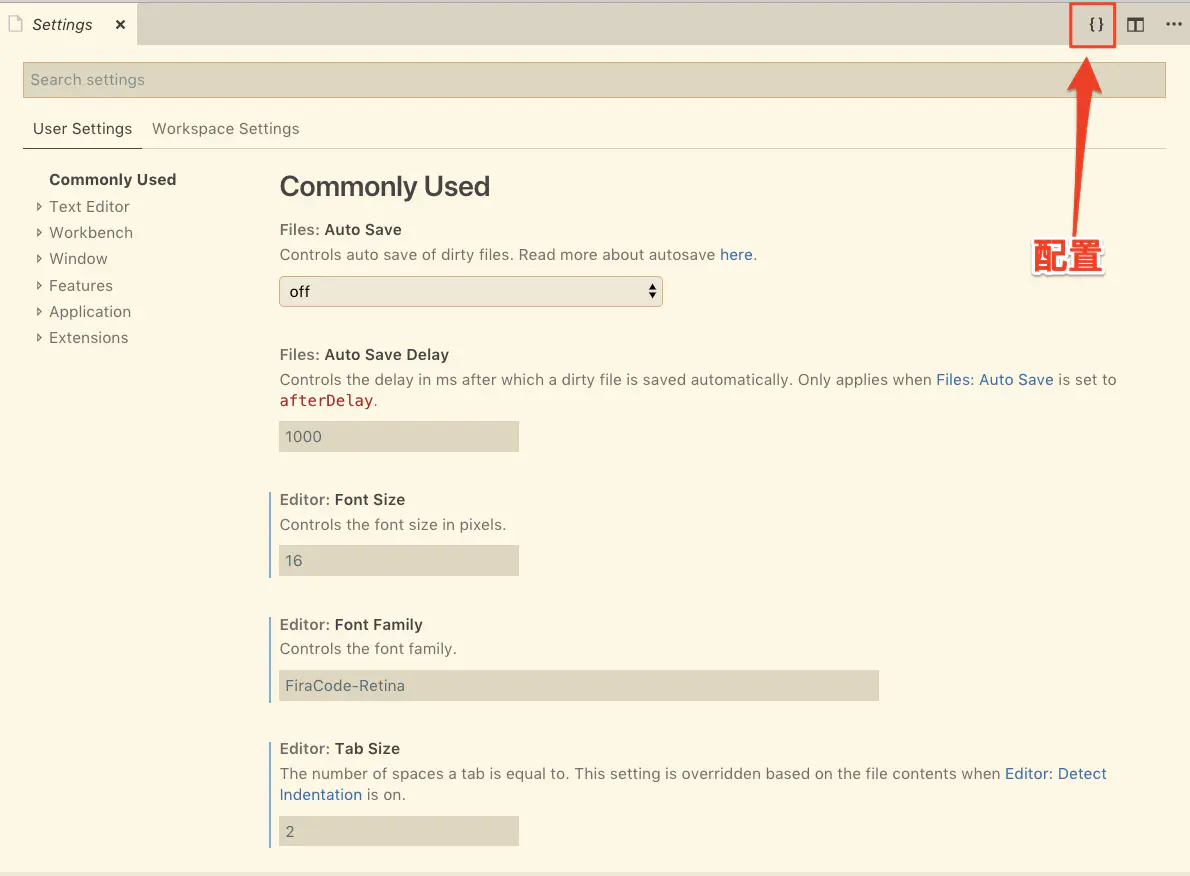 Settings ×
{} ...
Search settings
User Settings Workspace Settings
配置
Commonly Used
Text Editor
Workbench
Window
Features
Application
Extensions
Commonly Used
Files: Auto Save
Controls auto save of dirty files. Read more about autosave here.
off
Files: Auto Save Delay
Controls the delay in ms after which a dirty file is saved automatically. Only applies when Files: Auto Save is set to
afterDelay.
1000
Editor: Font Size
Controls the font size in pixels.
16
Editor: Font Family
Controls the font family.
FiraCode-Retina
Editor: Tab Size
The number of spaces a tab is equal to. This setting is overridden based on the file contents when Editor: Detect
Indentation is on.
2